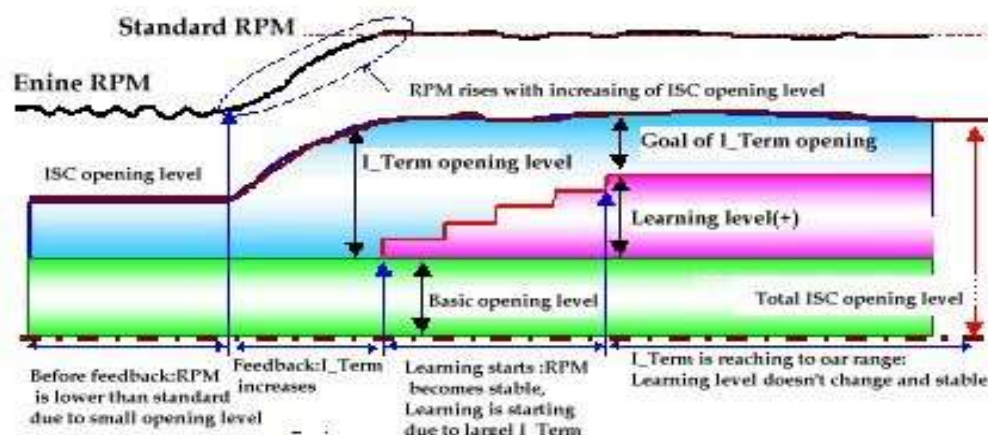 Standard RPM
Enine RPM
RPM rises with increasing of ISC opening level
ISC opening level
I_Term opening level
Goal of I_Term opening
Learning level(+)
Basic opening level
Total ISC opening level
Before feedback:RPM
is lower than standard
due to small opening level
Feedback:I_Term
increases
Learning starts :RPM
becomes stable,
Learning is starting
due to largel I_Term
I_Term is reaching to oar range:
Learning level doesn't change and stable